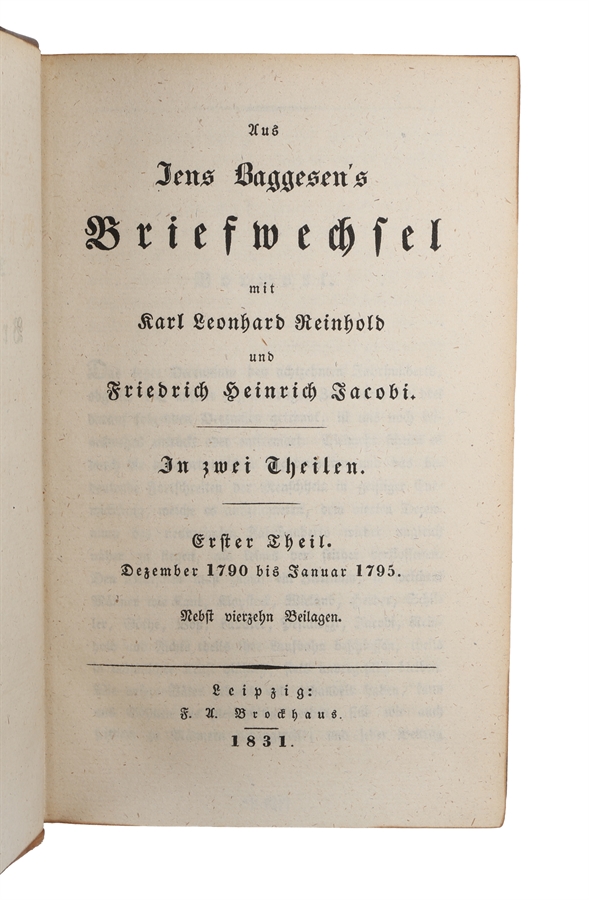 Aus
Jens Baggesen's
Briefwechsel
mit
Karl Leonhard Reinhold
und
Friedrich Heinrich Jacobi.
In zwei Theilen.
Erster Theil.
Dezember 1790 bis Januar 1795.
Nebst vierzehn Beilagen.
Leipzig:
F. A. Brockhaus.
1831.